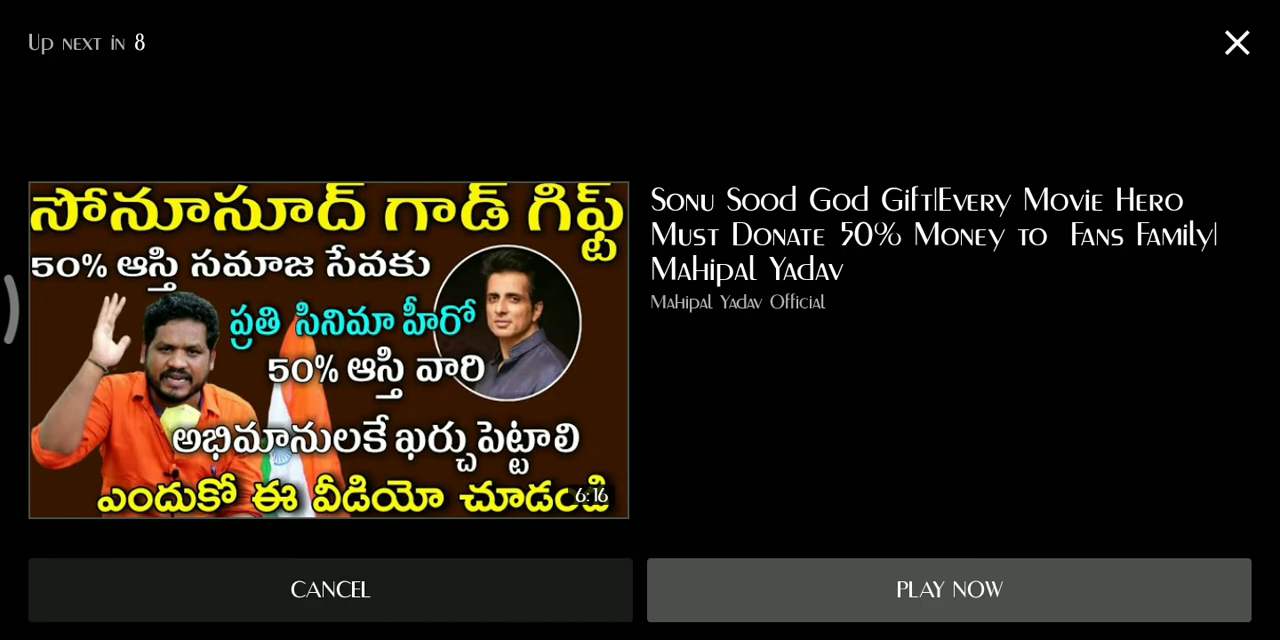 Up next in 8
సోనూసూద్ గాడ్ గిఫ్ట్
50% ఆస్తి సమాజ సేవకు
ప్రతి సినిమా హీరో
50% ఆస్తి వారి
అభిమానులకే ఖర్చు పెట్టాలి
ఎందుకో ఈ వీడియో చూడండి
6:16
Sonu Sood God Gift|Every Movie Hero
Must Donate 50% Money to Fans Family|
Mahipal Yadav
Mahipal Yadav Official
CANCEL
PLAY NOW